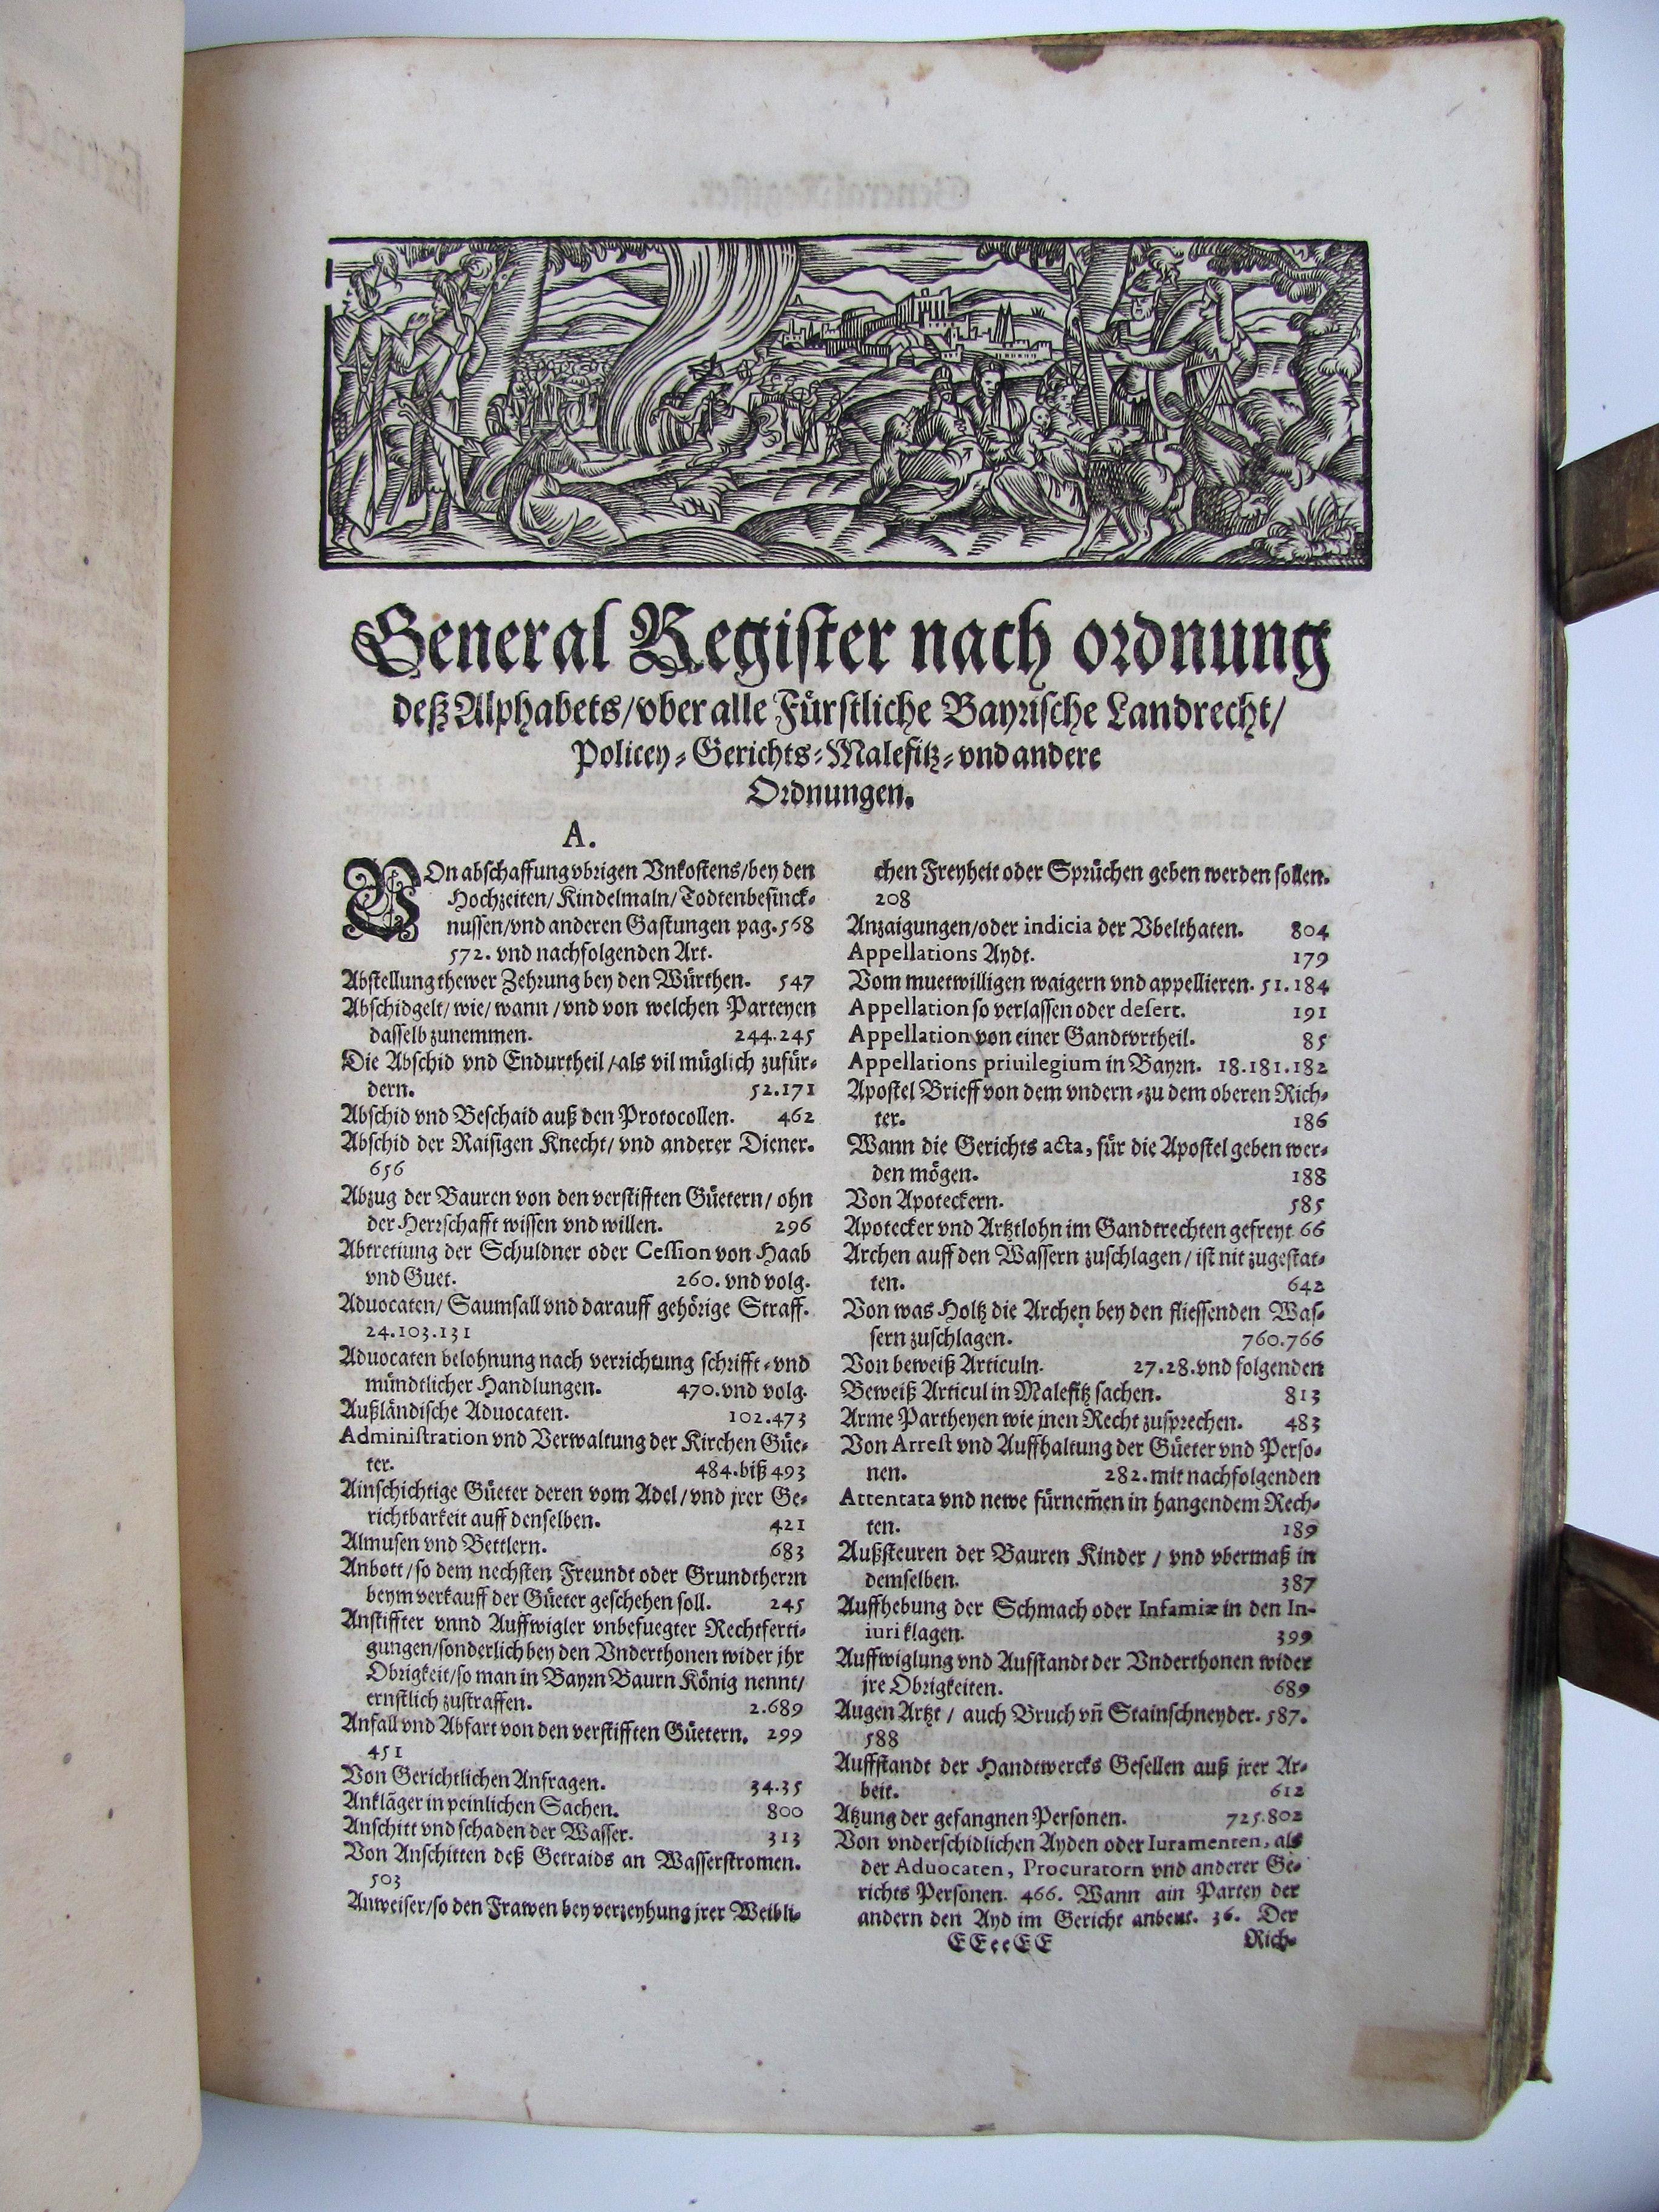 General Register nach ordnung
deß Alphabets/ vber alle Fürstliche Bayrische Landrecht/
Policey- Gerichts- Malefitz- vnd andere
Ordnungen.
A.
VOn abschaffung vbrigen Vnkostens/ bey den
Hochzeiten/ Kindelmaln/ Todtenbesinck-
nussen/ vnd anderen Gastungen pag. 568
572. vnd nachfolgenden Art.
Abstellung thewer Zehrung bey den Würthen. 547
Abschidgelt/ wie/ wann/ vnd von welchen Parteyen
dasselb zunemmen. 244.245
Die Abschid vnd Endurtheil/ als vil müglich zufür-
dern. 52.171
Abschid vnd Beschaid auß den Protocollen. 462
Abschid der Raisigen Knecht/ vnd anderer Diener.
656
Abzug der Bauren von den verstifften Güetern/ ohn
der Herrschafft wissen vnd willen. 296
Abtretiung der Schuldner oder Cession von Haab
vnd Guet. 260. vnd volg.
Aduocaten/ Saumsall vnd darauff gehörige Straff.
24.103.131
Aduocaten belohnung nach verrichtung schrifft- vnd
mündtlicher Handlungen. 470. vnd volg.
Außländische Aduocaten. 102.473
Administration vnd Verwaltung der Kirchen Güe-
ter. 484. biß 493
Ainschichtige Güeter deren vom Adel/ vnd jrer Ge-
richtbarkeit auff denselben. 421
Almusen vnd Bettlern. 683
Anbott/ so dem nechsten Freundt oder Grundtherrn
beym verkauff der Güeter geschehen soll. 245
Anstiffter vnnd Auffwigler vnbefuegter Rechtferti-
gungen/ sonderlich bey den Vnderthonen wider jhr
Obrigkeit/ so man in Bayrn Baurn König nennt/
ernstlich zustraffen. 2.689
Anfall vnd Abfart von den verstifften Güetern. 299
451
Von Gerichtlichen Anfragen. 34.35
Ankläger in peinlichen Sachen. 800
Anschitt vnd schaden der Wasser. 313
Von Anschitten deß Getraids an Wasserstromen.
503
Anweiser/ so den Frawen bey verzeyhung jrer Weibli-
chen Freyheit oder Sprüchen geben werden sollen.
208
Anzaigungen/ oder indicia der Vbelthaten. 804
Appellations Aydt. 179
Vom muetwilligen waigern vnd appellieren. 51.184
Appellation so verlassen oder desert. 191
Appellation von einer Gandtvrtheil. 85
Appellations priuilegium in Bayrn. 18.181.182
Apostel Brieff von dem vndern- zu dem oberen Rich-
ter. 186
Wann die Gerichts acta, für die Apostel geben wer-
den mögen. 188
Von Apoteckern. 585
Apotecker vnd Artztlohn im Gandtrechten gefreyt. 66
Archen auff den Wassern zuschlagen/ ist nit zugestat-
ten. 642
Von was Holtz die Archen bey den fliessenden Was-
sern zuschlagen. 760.766
Von beweiß Articuln. 27.28. vnd folgenden
Beweiß Articul in Malefitz sachen. 813
Arme Partheyen wie jnen Recht zusprechen. 483
Von Arrest vnd Auffhaltung der Güeter vnd Perso-
nen. 282. mit nachfolgenden
Attentata vnd newe fürnem̃en in hangendem Rech-
ten. 189
Außsteuren der Bauren Kinder/ vnd vbermaß in
demselben. 387
Auffhebung der Schmach oder Infamiæ in den In-
iuri klagen. 399
Auffwiglung vnd Aufstandt der Vnderthonen wider
jre Obrigkeiten. 689
Augen Artzt/ auch Bruch vñ Stainschneyder. 587.
588
Auffstandt der Handtwercks Gesellen auß jrer Ar-
beit. 612
Atzung der gefangnen Personen. 725.802
Von vnderschidlichen Ayden oder Iuramenten, als
der Aduocaten, Procuratorn vnd anderer Ge-
richts Personen. 466. Wann ain Partey der
andern den Ayd im Gericht anbeut. 36. Der
EEeeEE Rich-